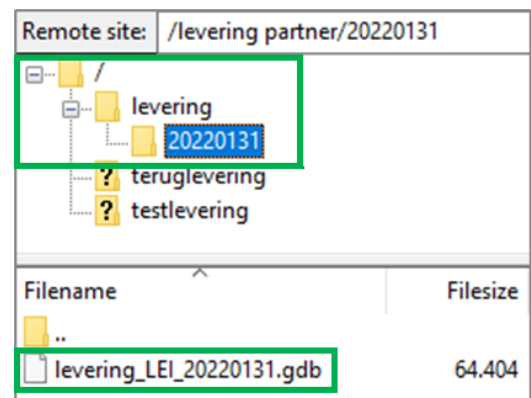 Remote site: /levering partner/20220131
/
levering
20220131
teruglevering
testlevering
Filename Filesize
..
levering_LEI_20220131.gdb 64.404